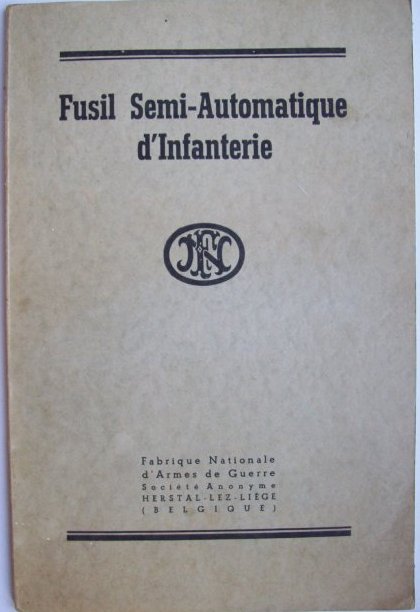 Fusil Semi-Automatique
d'Infanterie
FN
Fabrique Nationale
d'Armes de Guerre
Société Anonyme
HERSTAL-LEZ-LIÈGE
(BELGIQUE)